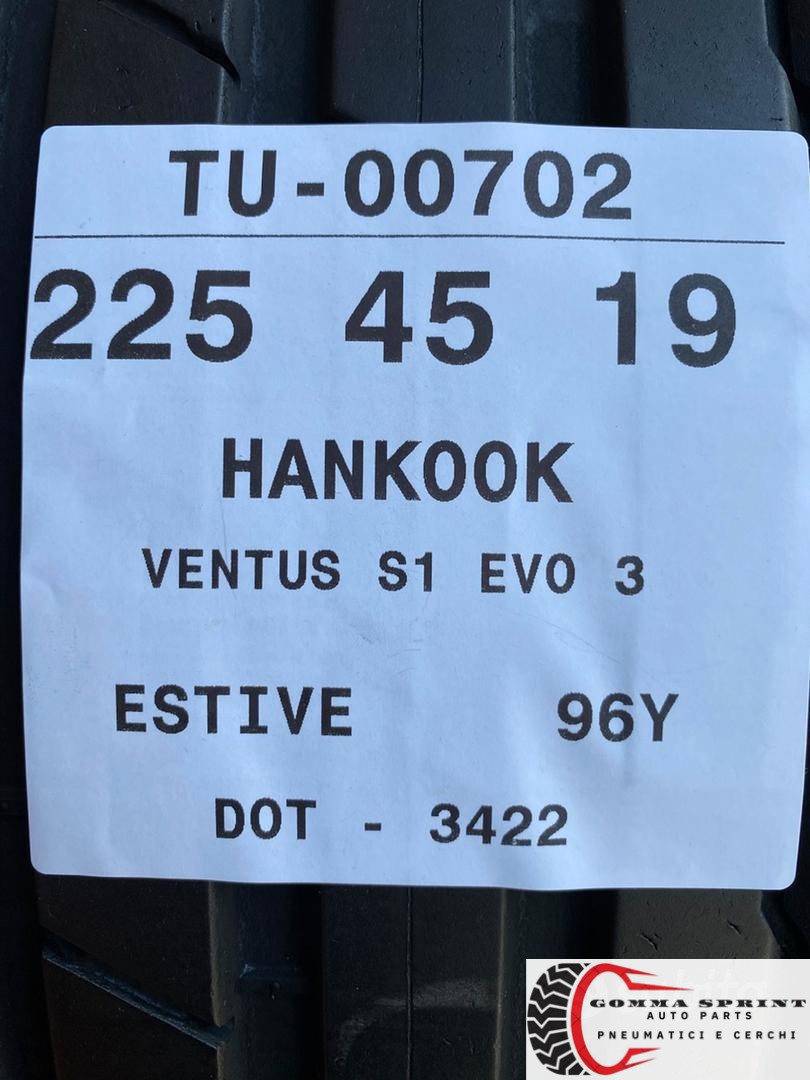 TU-00702
225 45 19
HANKOOK
VENTUS S1 EVO 3
ESTIVE 96Y
DOT - 3422
GOMMA SPRINT
AUTO PARTS
PNEUMATICI E CERCHI